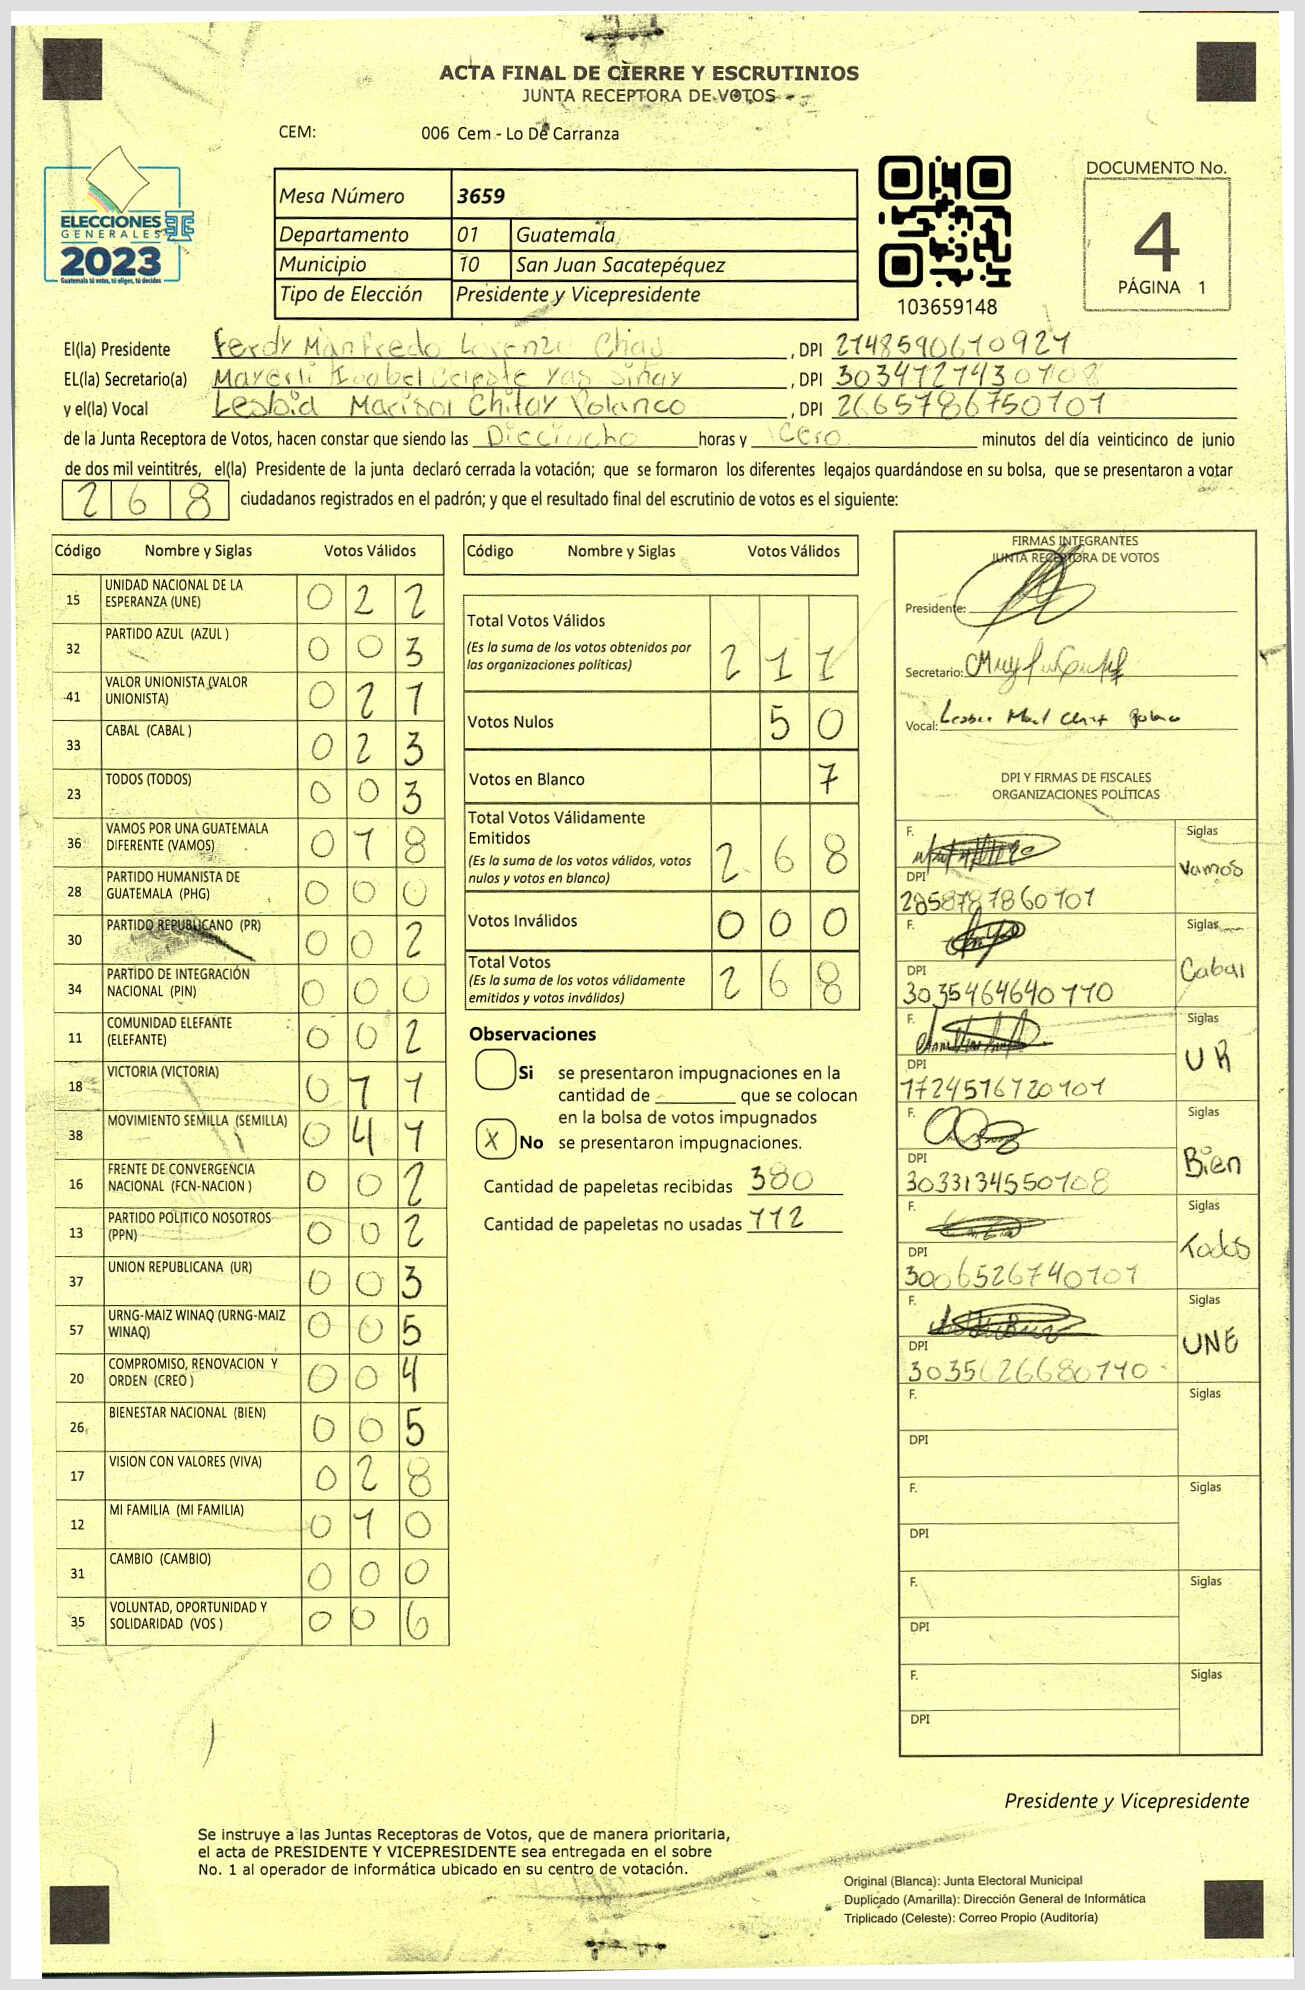 ACTA FINAL DE CIERRE Y ESCRUTINIOS
JUNTA RECEPTORA DE VOTOS
CEM: 006 Cem - Lo De Carranza
ELECCIONES
GENERALES
2023
Guatemala tú votas, tú eliges, tú decides
Mesa Número 3659
Departamento 01 Guatemala
Municipio 10 San Juan Sacatepéquez
Tipo de Elección Presidente y Vicepresidente
103659148
DOCUMENTO No.
4
PÁGINA 1
El(la) Presidente Ferdy Manfredo Lorenzo Chas, DPI 2148590610921
EL(la) Secretario(a) Mayerli Isabel Celeste Yas Sinay, DPI 3034727430108
y el(la) Vocal Lesbia Marisol Chitay Polanco, DPI 2665786750101
de la Junta Receptora de Votos, hacen constar que siendo las Dieciocho horas y Cero minutos del día veinticinco de junio
de dos mil veintitrés, el(la) Presidente de la junta declaró cerrada la votación; que se formaron los diferentes legajos guardándose en su bolsa, que se presentaron a votar
268 ciudadanos registrados en el padrón; y que el resultado final del escrutinio de votos es el siguiente:
Código Nombre y Siglas Votos Válidos
15 UNIDAD NACIONAL DE LA ESPERANZA (UNE) 0 2 2
32 PARTIDO AZUL (AZUL ) 0 0 3
41 VALOR UNIONISTA (VALOR UNIONISTA) 0 2 1
33 CABAL (CABAL ) 0 2 3
23 TODOS (TODOS) 0 0 3
36 VAMOS POR UNA GUATEMALA DIFERENTE (VAMOS) 0 1 8
28 PARTIDO HUMANISTA DE GUATEMALA (PHG) 0 0 0
30 PARTIDO REPUBLICANO (PR) 0 0 2
34 PARTIDO DE INTEGRACIÓN NACIONAL (PIN) 0 0 0
11 COMUNIDAD ELEFANTE (ELEFANTE) 0 0 2
18 VICTORIA (VICTORIA) 0 1 1
38 MOVIMIENTO SEMILLA (SEMILLA) 0 4 1
16 FRENTE DE CONVERGENCIA NACIONAL (FCN-NACION ) 0 0 2
13 PARTIDO POLITICO NOSOTROS (PPN) 0 0 2
37 UNION REPUBLICANA (UR) 0 0 3
57 URNG-MAIZ WINAQ (URNG-MAIZ WINAQ) 0 0 5
20 COMPROMISO, RENOVACION Y ORDEN (CREO ) 0 0 4
26 BIENESTAR NACIONAL (BIEN) 0 0 5
17 VISION CON VALORES (VIVA) 0 2 8
12 MI FAMILIA (MI FAMILIA) 0 1 0
31 CAMBIO (CAMBIO) 0 0 0
35 VOLUNTAD, OPORTUNIDAD Y SOLIDARIDAD (VOS ) 0 0 6
Código Nombre y Siglas Votos Válidos
Total Votos Válidos 2 1 1
(Es la suma de los votos obtenidos por
las organizaciones políticas)
Votos Nulos 5 0
Votos en Blanco 7
Total Votos Válidamente
Emitidos 2 6 8
(Es la suma de los votos válidos, votos
nulos y votos en blanco)
Votos Inválidos 0 0 0
Total Votos 2 6 8
(Es la suma de los votos válidamente
emitidos y votos inválidos)
Observaciones
Si se presentaron impugnaciones en la
cantidad de que se colocan
en la bolsa de votos impugnados
X No se presentaron impugnaciones.
Cantidad de papeletas recibidas 380
Cantidad de papeletas no usadas 112
FIRMAS INTEGRANTES
JUNTA RECEPTORA DE VOTOS
Presidente:
Secretario:
Vocal:
DPI Y FIRMAS DE FISCALES
ORGANIZACIONES POLÍTICAS
F. Siglas Vamos
DPI 2858787860101
F. Siglas Cabal
DPI 3035464640110
F. Siglas UR
DPI 1724516720101
F. Siglas Bien
DPI 3033134550108
F. Siglas Todos
DPI 3006526740101
F. Siglas UNE
DPI 3035626680110
F. Siglas
DPI
F. Siglas
DPI
F. Siglas
DPI
F. Siglas
DPI
Presidente y Vicepresidente
Se instruye a las Juntas Receptoras de Votos, que de manera prioritaria,
el acta de PRESIDENTE Y VICEPRESIDENTE sea entregada en el sobre
No. 1 al operador de informática ubicado en su centro de votación.
Original (Blanca): Junta Electoral Municipal
Duplicado (Amarilla): Dirección General de Informática
Triplicado (Celeste): Correo Propio (Auditoría)